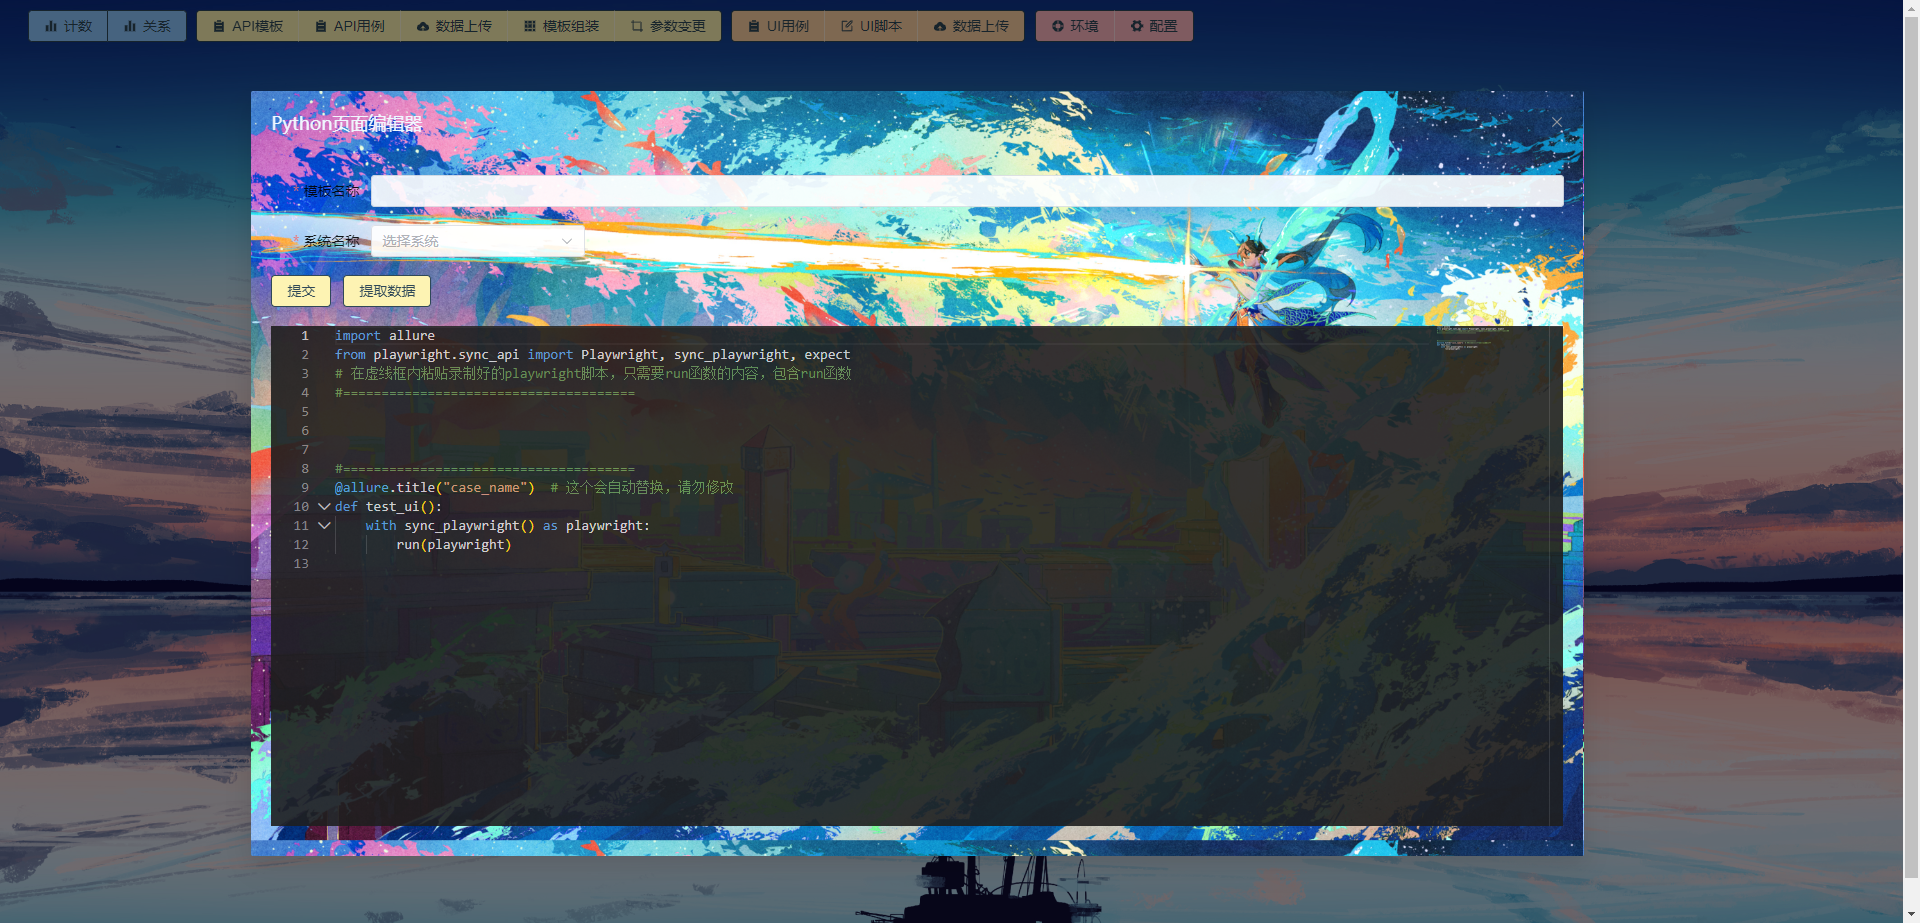 计数 关系 API模板 API用例 数据上传 模板组装 参数变更 UI用例 UI脚本 数据上传 环境 配置
Python页面编辑器
* 模板名称
* 系统名称 选择系统
提交 提取数据
1 import allure
2 from playwright.sync_api import Playwright, sync_playwright, expect
3 # 在虚线框内粘贴录制好的playwright脚本，只需要run函数的内容，包含run函数
4 #======================================
5
6
7
8 #======================================
9 @allure.title("case_name")  # 这个会自动替换，请勿修改
10 def test_ui():
11     with sync_playwright() as playwright:
12         run(playwright)
13